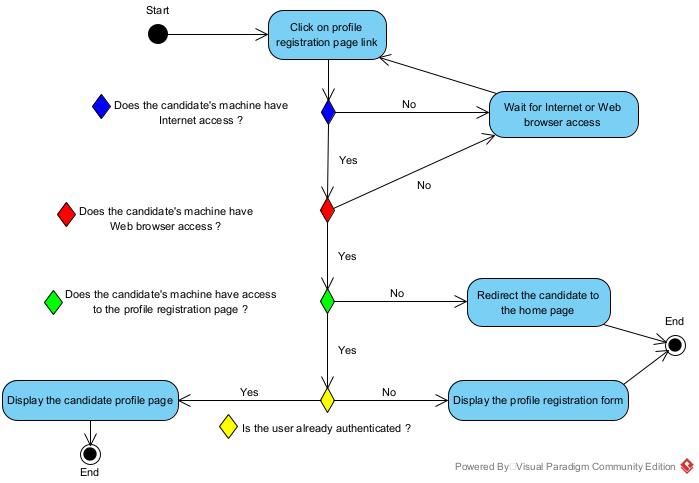 Start
Click on profile
registration page link
Does the candidate's machine have
Internet access ?
No
Wait for Internet or Web
browser access
Yes
No
Does the candidate's machine have
Web browser access ?
Yes
Does the candidate's machine have access
to the profile registration page ?
No
Redirect the candidate to
the home page
End
Yes
Display the candidate profile page
Yes
No
Display the profile registration form
Is the user already authenticated ?
End
Powered By Visual Paradigm Community Edition